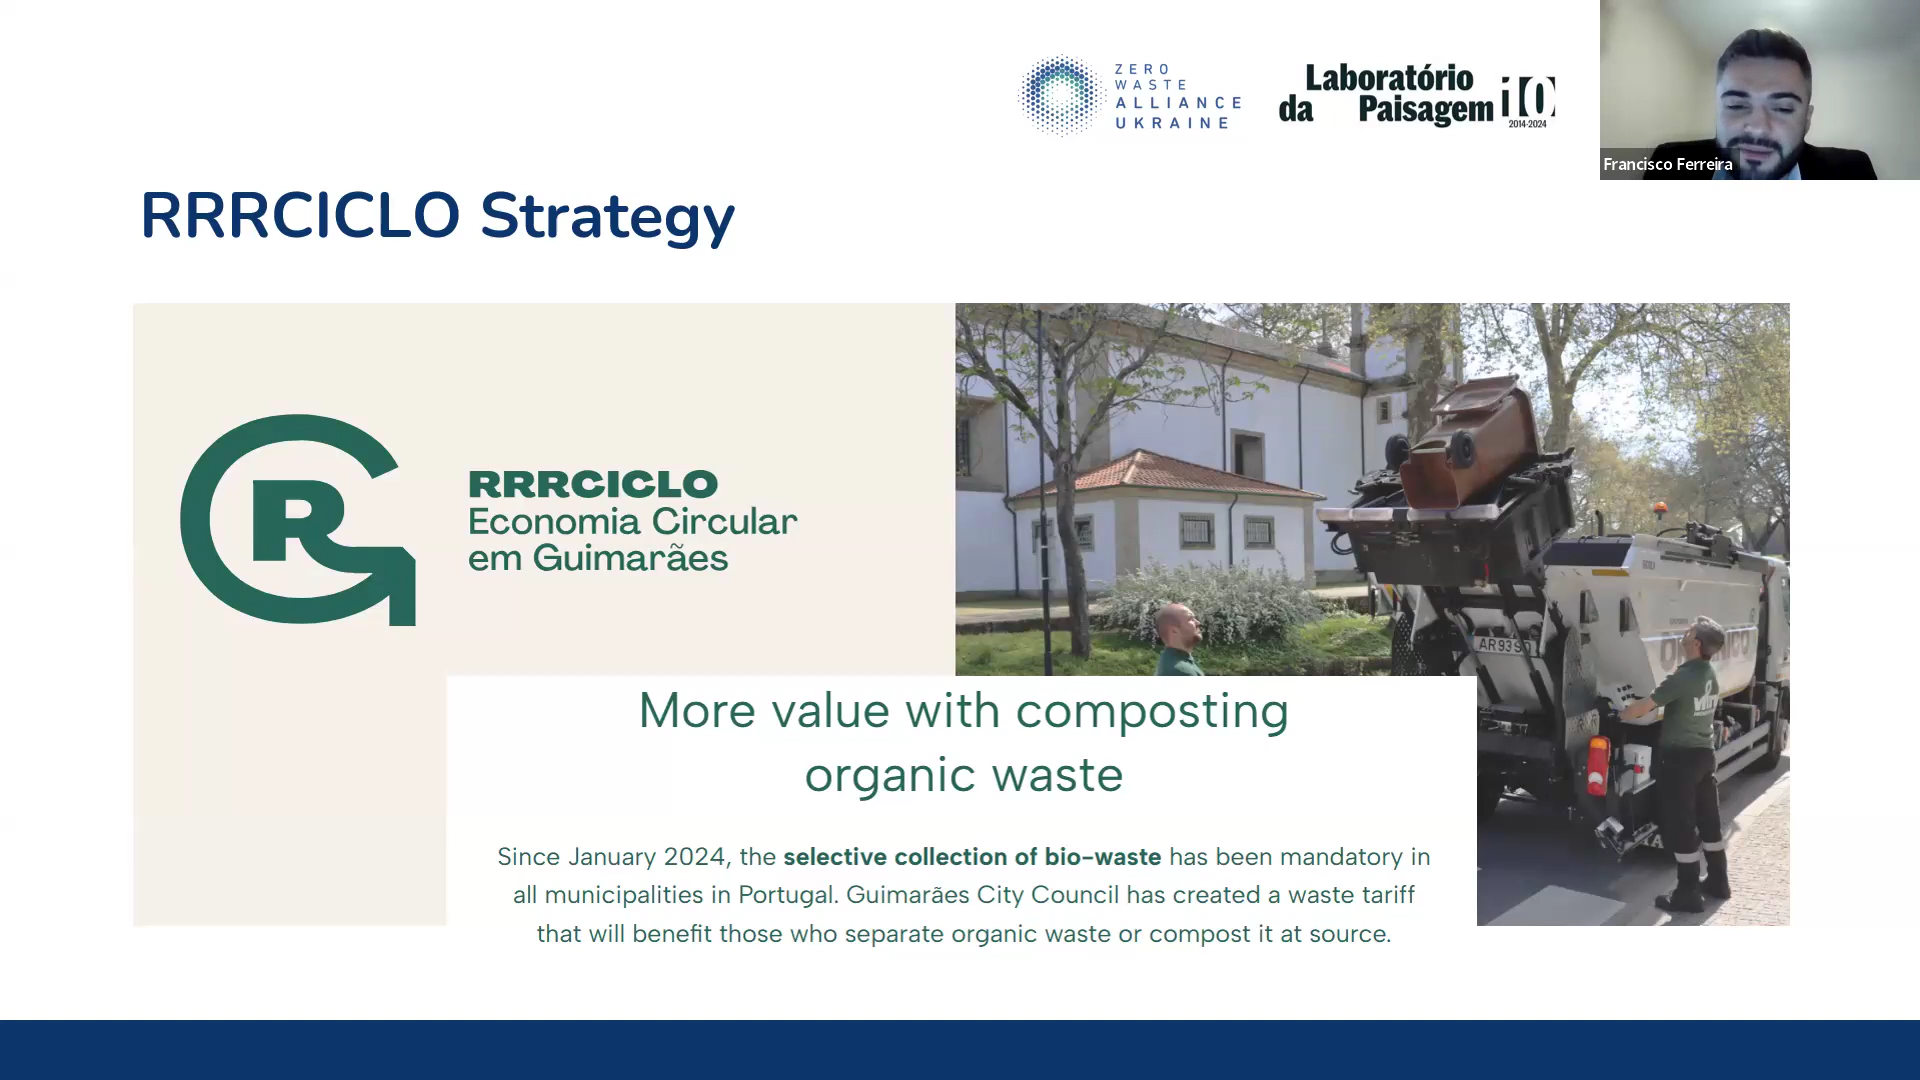 ZERO
WASTE
ALLIANCE
UKRAINE
Laboratório
da Paisagem
10
2014-2024
Francisco Ferreira
RRRCICLO Strategy
R
RRRCICLO
Economia Circular
em Guimarães
AR93
More value with composting
organic waste
Since January 2024, the selective collection of bio-waste has been mandatory in
all municipalities in Portugal. Guimarães City Council has created a waste tariff
that will benefit those who separate organic waste or compost it at source.